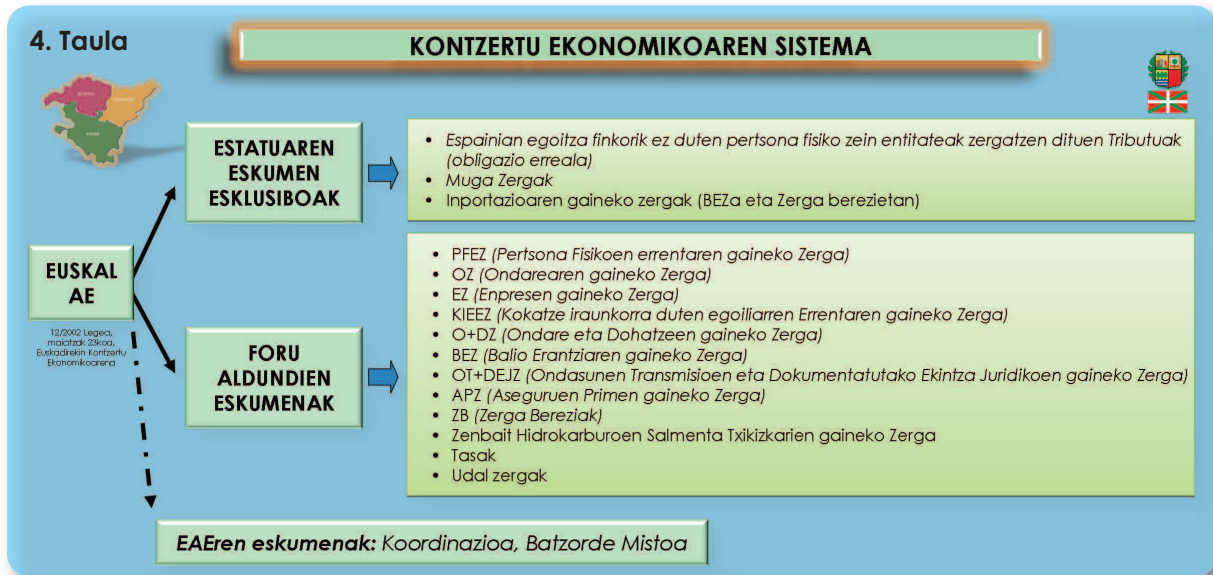 4. Taula
KONTZERTU EKONOMIKOAREN SISTEMA
BIZKAIA
GIPUZKOA
ARABA
ESTATUAREN
ESKUMEN
ESKLUSIBOAK
• Espainian egoitza finkorik ez duten pertsona fisiko zein entitateak zergatzen dituen Tributuak
(obligazio erreala)
• Muga Zergak
• Inportazioaren gaineko zergak (BEZa eta Zerga berezietan)
EUSKAL
AE
12/2002 Legea,
maiatzak 23koa,
Euskadirekin Kontzertu
Ekonomikoarena
FORU
ALDUNDIEN
ESKUMENAK
• PFEZ (Pertsona Fisikoen errentaren gaineko Zerga)
• OZ (Ondarearen gaineko Zerga)
• EZ (Enpresen gaineko Zerga)
• KIEEZ (Kokatze iraunkorra duten egoiliarren Errentaren gaineko Zerga)
• O+DZ (Ondare eta Dohatzeen gaineko Zerga)
• BEZ (Balio Erantziaren gaineko Zerga)
• OT+DEJZ (Ondasunen Transmisioen eta Dokumentatutako Ekintza Juridikoen gaineko Zerga)
• APZ (Aseguruen Primen gaineko Zerga)
• ZB (Zerga Bereziak)
• Zenbait Hidrokarburoen Salmenta Txikizkarien gaineko Zerga
• Tasak
• Udal zergak
EAEren eskumenak: Koordinazioa, Batzorde Mistoa